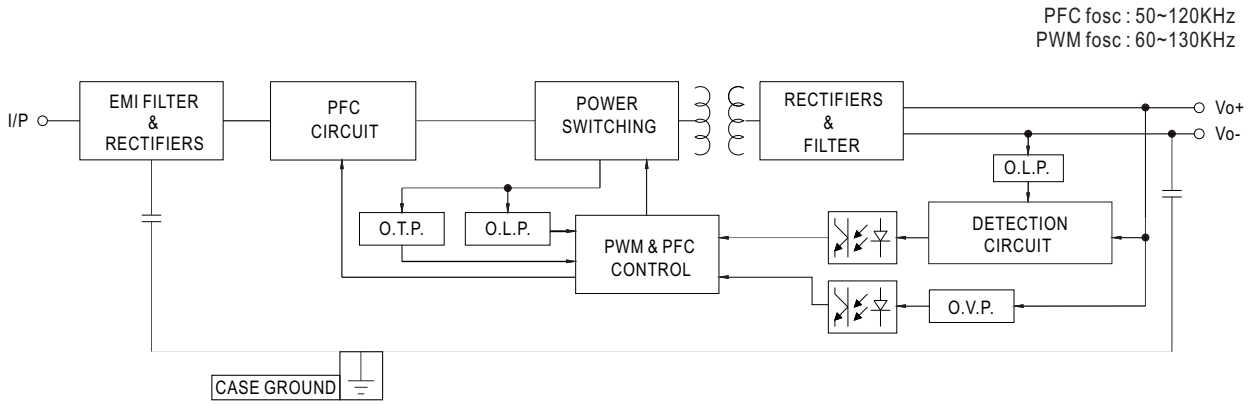 PFC fosc : 50~120KHz
PWM fosc : 60~130KHz
I/P
EMI FILTER
&
RECTIFIERS
PFC
CIRCUIT
POWER
SWITCHING
RECTIFIERS
&
FILTER
Vo+
Vo-
O.L.P.
O.T.P.
O.L.P.
PWM & PFC
CONTROL
DETECTION
CIRCUIT
O.V.P.
CASE GROUND